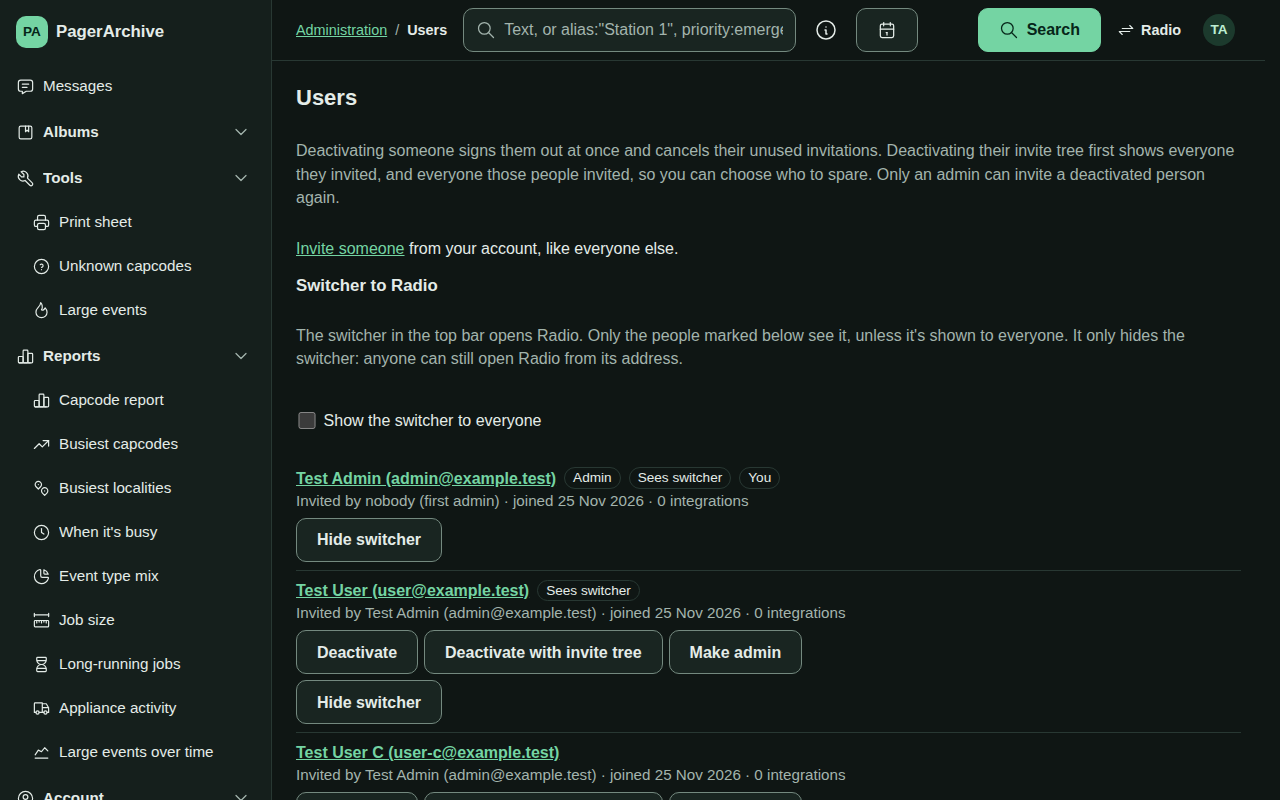 PA PagerArchive
Messages
Albums
Tools
Print sheet
Unknown capcodes
Large events
Reports
Capcode report
Busiest capcodes
Busiest localities
When it's busy
Event type mix
Job size
Long-running jobs
Appliance activity
Large events over time
Account
Administration / Users
Text, or alias:"Station 1", priority:emerge
Search
Radio
TA
Users
Deactivating someone signs them out at once and cancels their unused invitations. Deactivating their invite tree first shows everyone
they invited, and everyone those people invited, so you can choose who to spare. Only an admin can invite a deactivated person
again.
Invite someone from your account, like everyone else.
Switcher to Radio
The switcher in the top bar opens Radio. Only the people marked below see it, unless it's shown to everyone. It only hides the
switcher: anyone can still open Radio from its address.
Show the switcher to everyone
Test Admin (admin@example.test) Admin Sees switcher You
Invited by nobody (first admin) · joined 25 Nov 2026 · 0 integrations
Hide switcher
Test User (user@example.test) Sees switcher
Invited by Test Admin (admin@example.test) · joined 25 Nov 2026 · 0 integrations
Deactivate Deactivate with invite tree Make admin
Hide switcher
Test User C (user-c@example.test)
Invited by Test Admin (admin@example.test) · joined 25 Nov 2026 · 0 integrations